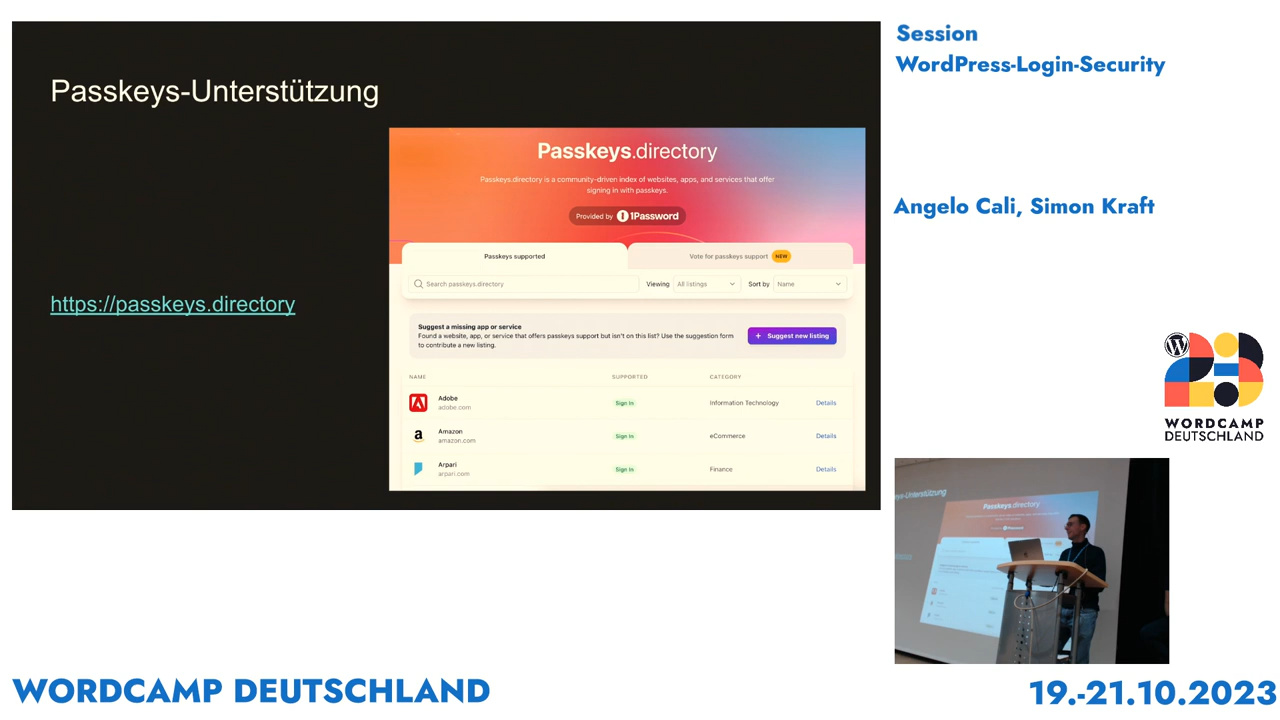 Passkeys-Unterstützung
https://passkeys.directory
Passkeys.directory
Passkeys.directory is a community-driven index of websites, apps, and services that offer
signing in with passkeys.
Provided by 1Password
Passkeys supported
Vote for passkeys support NEW
Search passkeys.directory
Viewing All listings Sort by Name
Suggest a missing app or service
Found a website, app, or service that offers passkeys support but isn't on this list? Use the suggestion form
to contribute a new listing.
+ Suggest new listing
NAME SUPPORTED CATEGORY
Adobe
adobe.com
Sign In Information Technology Details
Amazon
amazon.com
Sign In eCommerce Details
Arpari
arpari.com
Sign In Finance Details
Session
WordPress-Login-Security
Angelo Cali, Simon Kraft
WORDCAMP
DEUTSCHLAND
ys-Unterstützung
Passkeys.directory
WORDCAMP DEUTSCHLAND
19.-21.10.2023